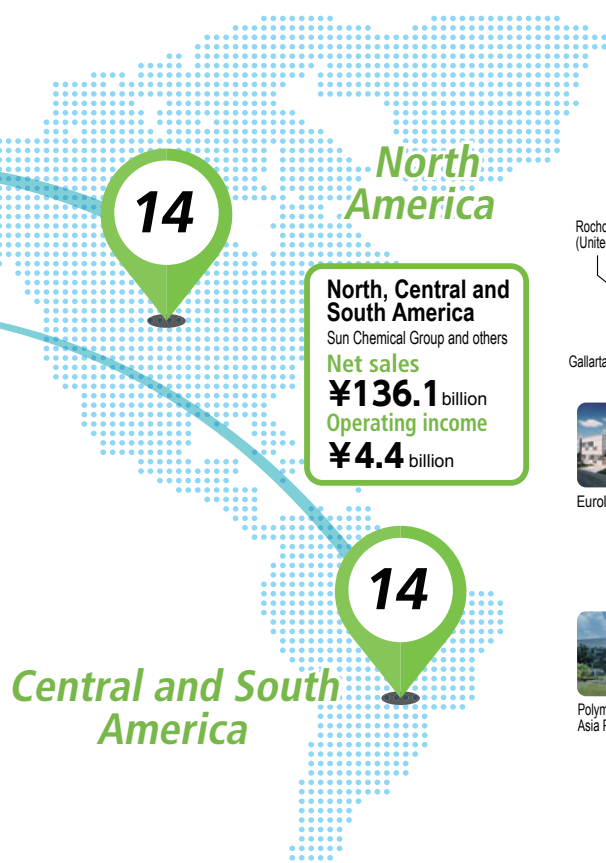 North
America
14
North, Central and
South America
Sun Chemical Group and others
Net sales
¥136.1 billion
Operating income
¥4.4 billion
14
Central and South
America
Asia